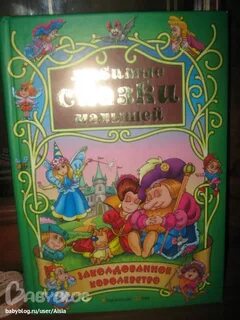 Любимые
сказки
малышей
ЗАКОЛДОВАННОЕ
КОРОЛЕВСТВО
BABYBLOG
babyblog.ru/user/Alsia